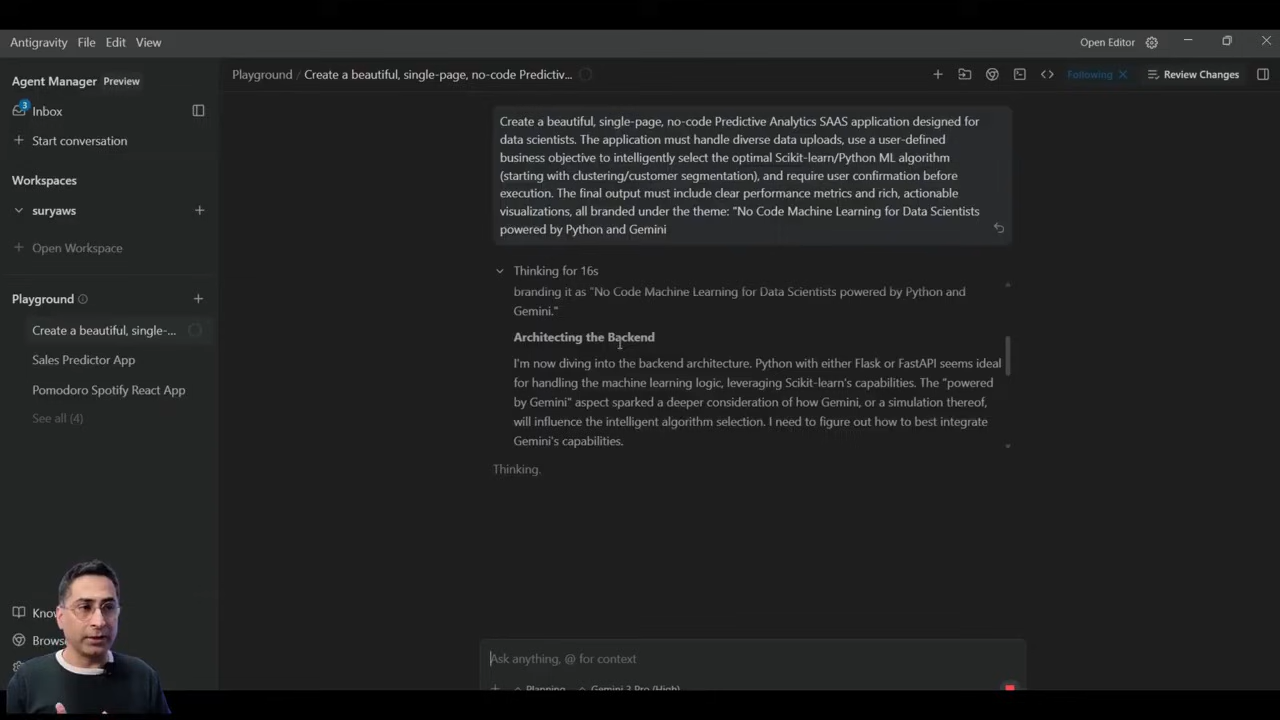 Antigravity File Edit View
Open Editor
Agent Manager Preview
Playground / Create a beautiful, single-page, no-code Predictiv...
Following
Review Changes
3
Inbox
Start conversation
Workspaces
suryaws
Open Workspace
Playground
Create a beautiful, single-...
Sales Predictor App
Pomodoro Spotify React App
See all (4)
Create a beautiful, single-page, no-code Predictive Analytics SAAS application designed for
data scientists. The application must handle diverse data uploads, use a user-defined
business objective to intelligently select the optimal Scikit-learn/Python ML algorithm
(starting with clustering/customer segmentation), and require user confirmation before
execution. The final output must include clear performance metrics and rich, actionable
visualizations, all branded under the theme: "No Code Machine Learning for Data Scientists
powered by Python and Gemini
Thinking for 16s
branding it as "No Code Machine Learning for Data Scientists powered by Python and
Gemini."
Architecting the Backend
I'm now diving into the backend architecture. Python with either Flask or FastAPI seems ideal
for handling the machine learning logic, leveraging Scikit-learn's capabilities. The "powered
by Gemini" aspect sparked a deeper consideration of how Gemini, or a simulation thereof,
will influence the intelligent algorithm selection. I need to figure out how to best integrate
Gemini's capabilities.
Thinking.
Ask anything, @ for context
Planning Gemini 3 Pro (High)